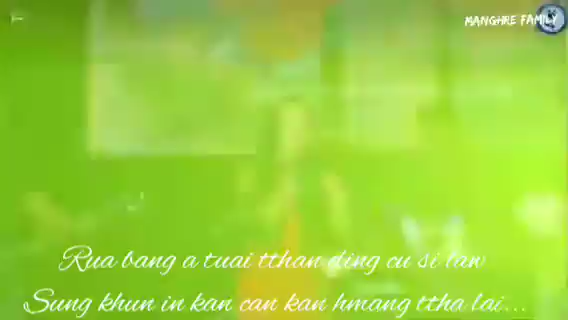 MANGHRE FAMILY
Rua bang a tuai tthan ding cu si law
Sung khun in kan can kan hmang ttha lai...